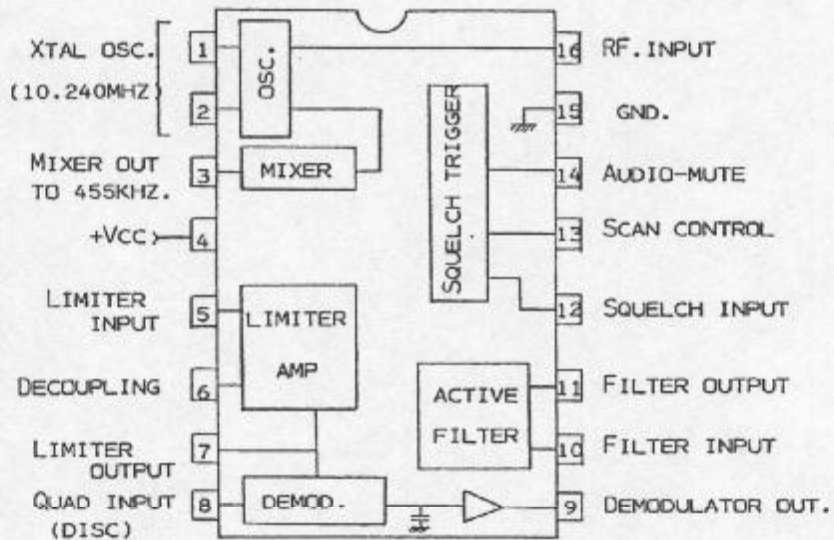 XTAL OSC.
(10.240MHZ)
MIXER OUT
TO 455KHZ.
+VCC
LIMITER
INPUT
DECOUPLING
LIMITER
OUTPUT
QUAD INPUT
(DISC)
1
2
3
4
5
6
7
8
OSC.
MIXER
LIMITER
AMP
DEMOD.
SQUELCH TRIGGER
ACTIVE
FILTER
16
15
14
13
12
11
10
9
RF.INPUT
GND.
AUDIO-MUTE
SCAN CONTROL
SQUELCH INPUT
FILTER OUTPUT
FILTER INPUT
DEMODULATOR OUT.